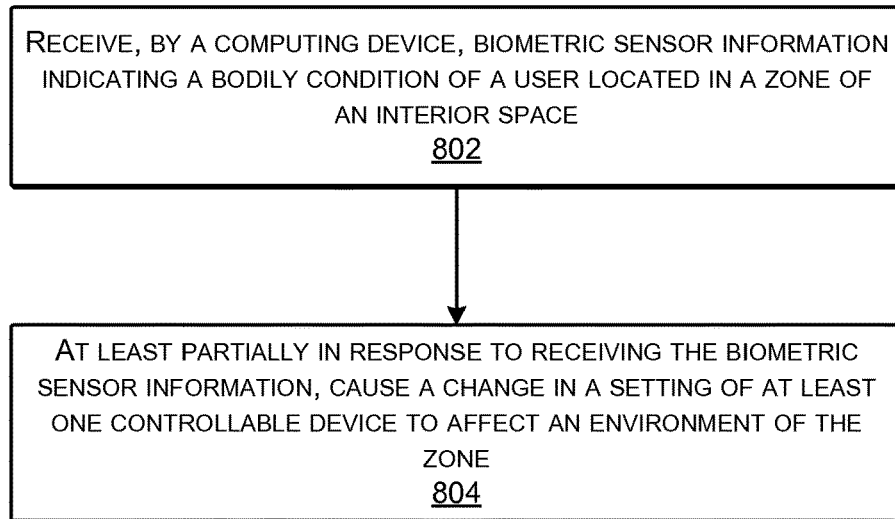 RECEIVE, BY A COMPUTING DEVICE, BIOMETRIC SENSOR INFORMATION
INDICATING A BODILY CONDITION OF A USER LOCATED IN A ZONE OF
AN INTERIOR SPACE
802
AT LEAST PARTIALLY IN RESPONSE TO RECEIVING THE BIOMETRIC
SENSOR INFORMATION, CAUSE A CHANGE IN A SETTING OF AT LEAST
ONE CONTROLLABLE DEVICE TO AFFECT AN ENVIRONMENT OF THE
ZONE
804